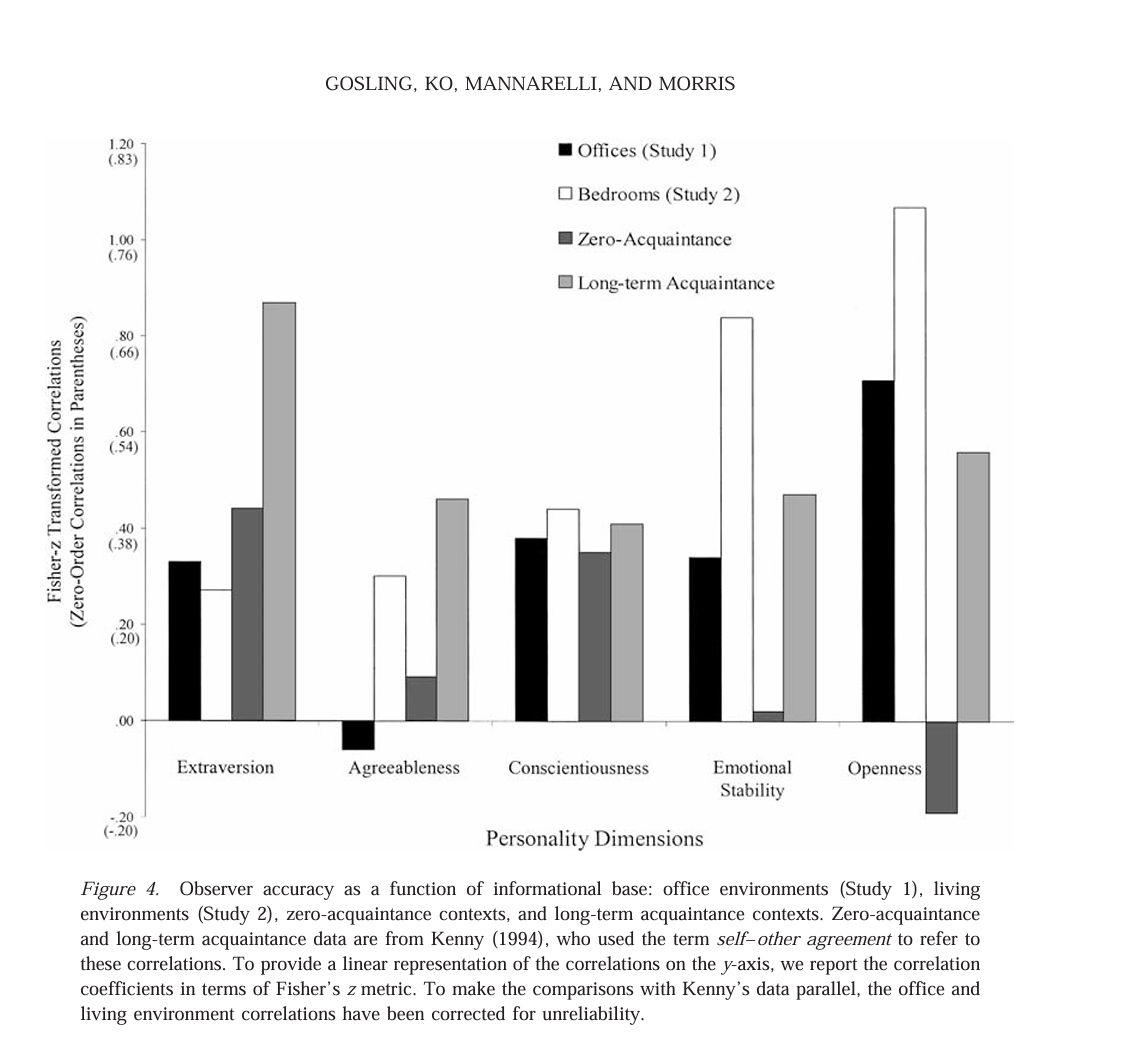 GOSLING, KO, MANNARELLI, AND MORRIS
1.20
(.83)
1.00
(.76)
.80
(.66)
.60
(.54)
.40
(.38)
.20
(.20)
.00
-.20
(-.20)
Fisher-z Transformed Correlations
(Zero-Order Correlations in Parentheses)
Offices (Study 1)
Bedrooms (Study 2)
Zero-Acquaintance
Long-term Acquaintance
Extraversion
Agreeableness
Conscientiousness
Emotional
Stability
Openness
Personality Dimensions
Figure 4. Observer accuracy as a function of informational base: office environments (Study 1), living
environments (Study 2), zero-acquaintance contexts, and long-term acquaintance contexts. Zero-acquaintance
and long-term acquaintance data are from Kenny (1994), who used the term self–other agreement to refer to
these correlations. To provide a linear representation of the correlations on the y-axis, we report the correlation
coefficients in terms of Fisher's z metric. To make the comparisons with Kenny's data parallel, the office and
living environment correlations have been corrected for unreliability.